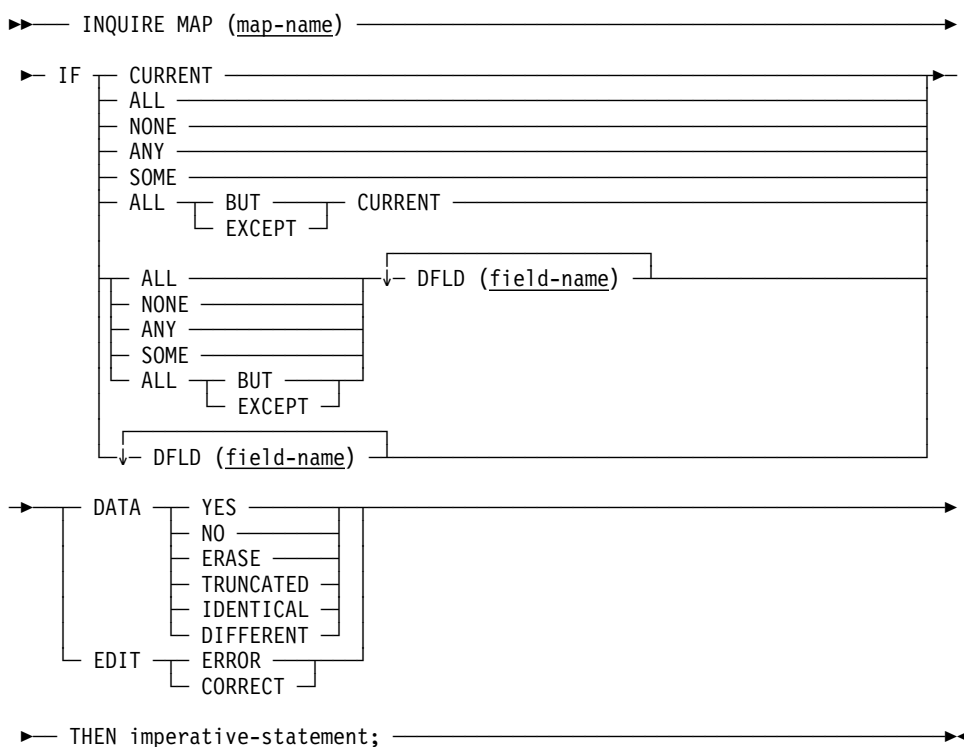 INQUIRE MAP (map-name)
IF CURRENT
ALL
NONE
ANY
SOME
ALL BUT CURRENT
EXCEPT
ALL DFLD (field-name)
NONE
ANY
SOME
ALL BUT
EXCEPT
DFLD (field-name)
DATA YES
NO
ERASE
TRUNCATED
IDENTICAL
DIFFERENT
EDIT ERROR
CORRECT
THEN imperative-statement;